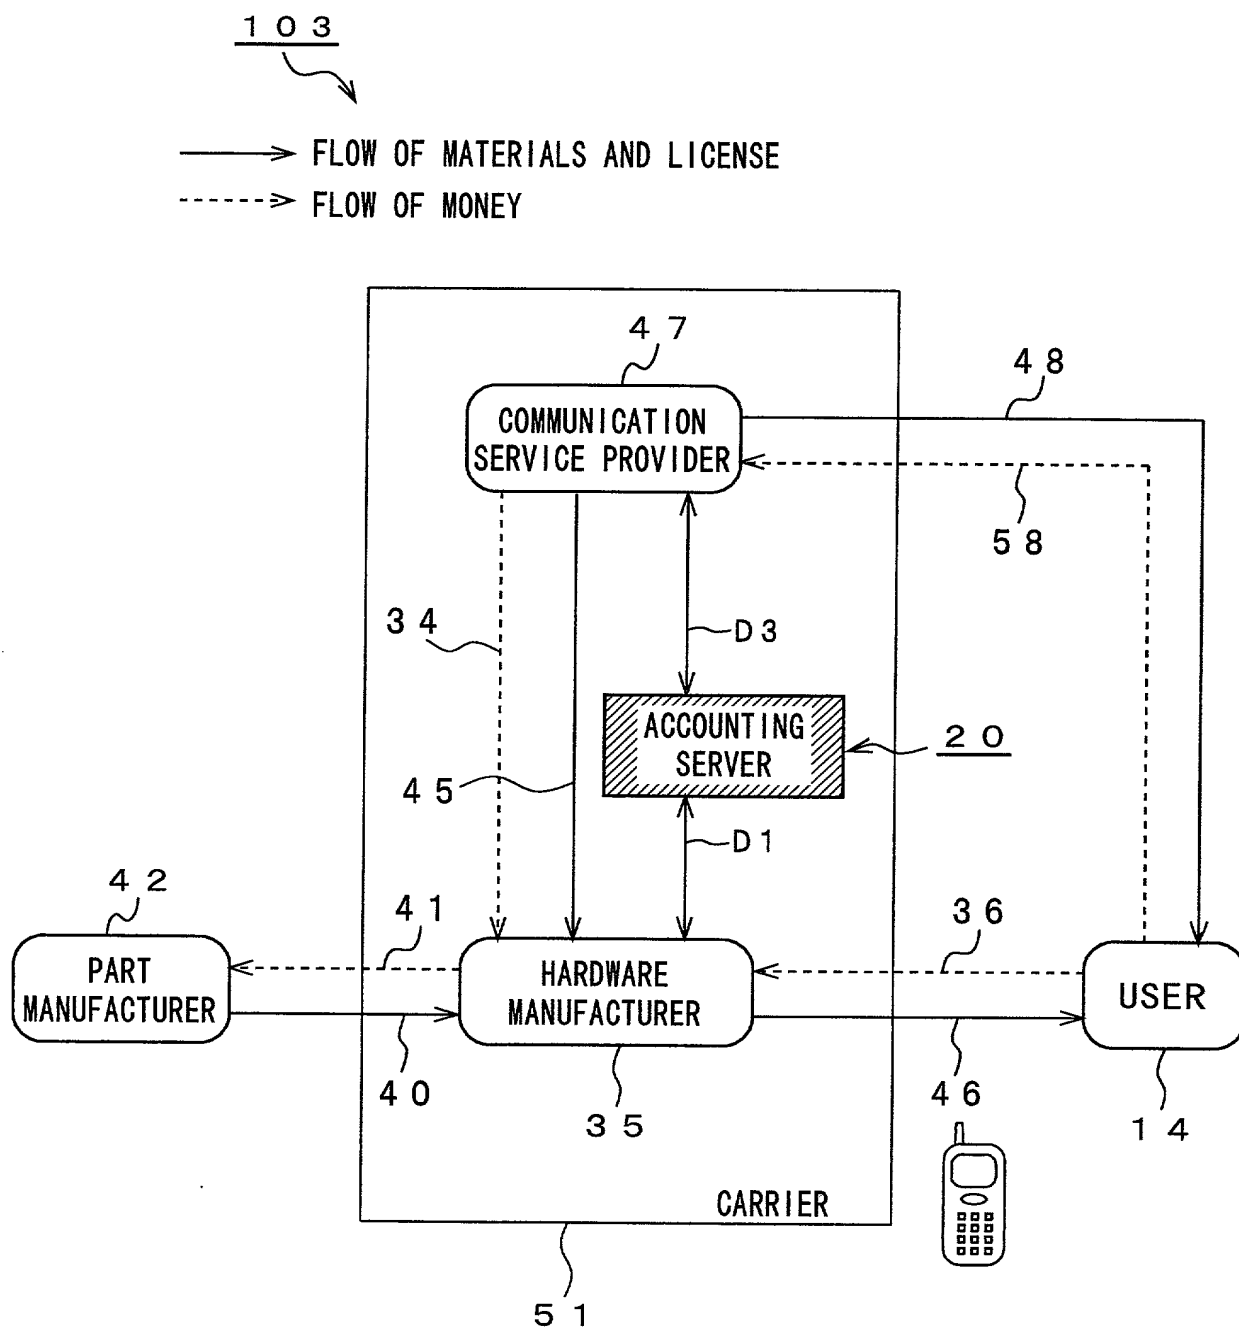 103
FLOW OF MATERIALS AND LICENSE
FLOW OF MONEY
47
48
COMMUNICATION
SERVICE PROVIDER
58
34
D3
ACCOUNTING
SERVER
20
45
D1
42
41
36
PART
MANUFACTURER
HARDWARE
MANUFACTURER
USER
40
35
46
14
CARRIER
51